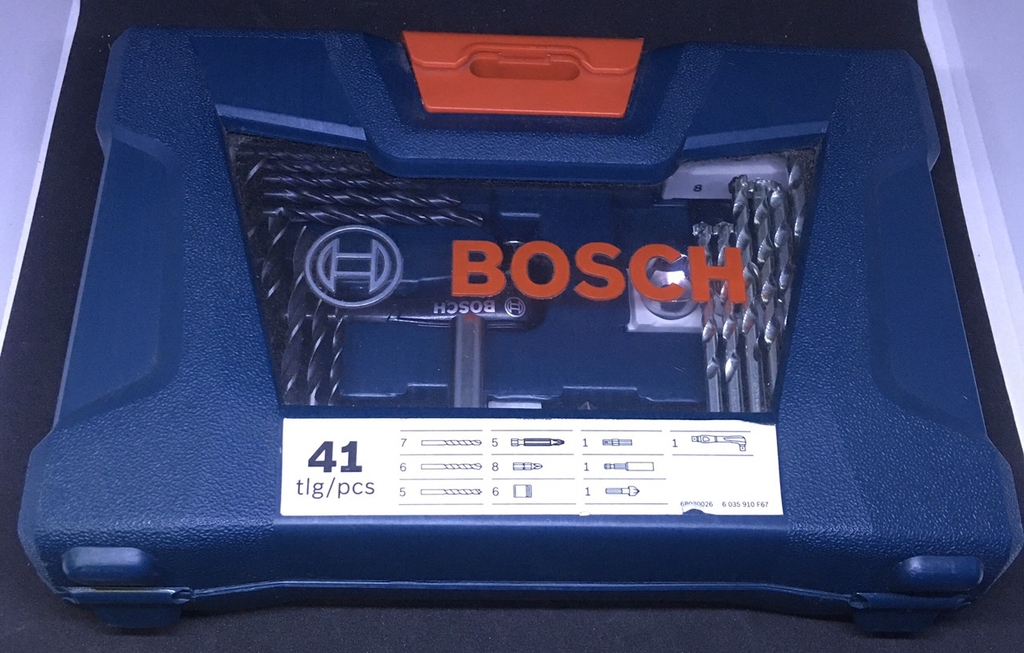 8
BOSCH
BOSCH
41
tlg/pcs
7 5 1 1
6 8 1
5 6 1
6 035 910 F67